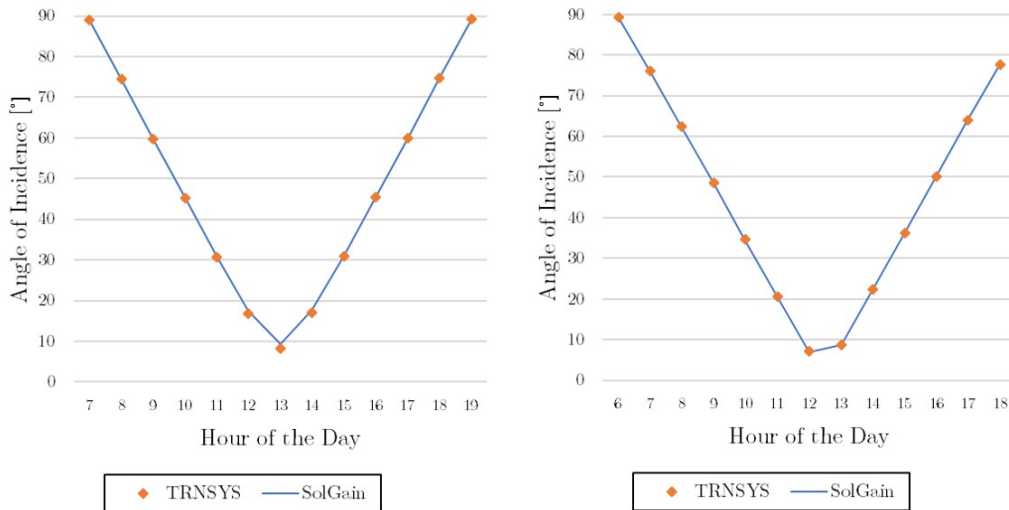 90
80
70
60
50
40
30
20
10
0
Angle of Incidence [°]
7 8 9 10 11 12 13 14 15 16 17 18 19
Hour of the Day
TRNSYS SolGain
90
80
70
60
50
40
30
20
10
0
Angle of Incidence [°]
6 7 8 9 10 11 12 13 14 15 16 17 18
Hour of the Day
TRNSYS SolGain